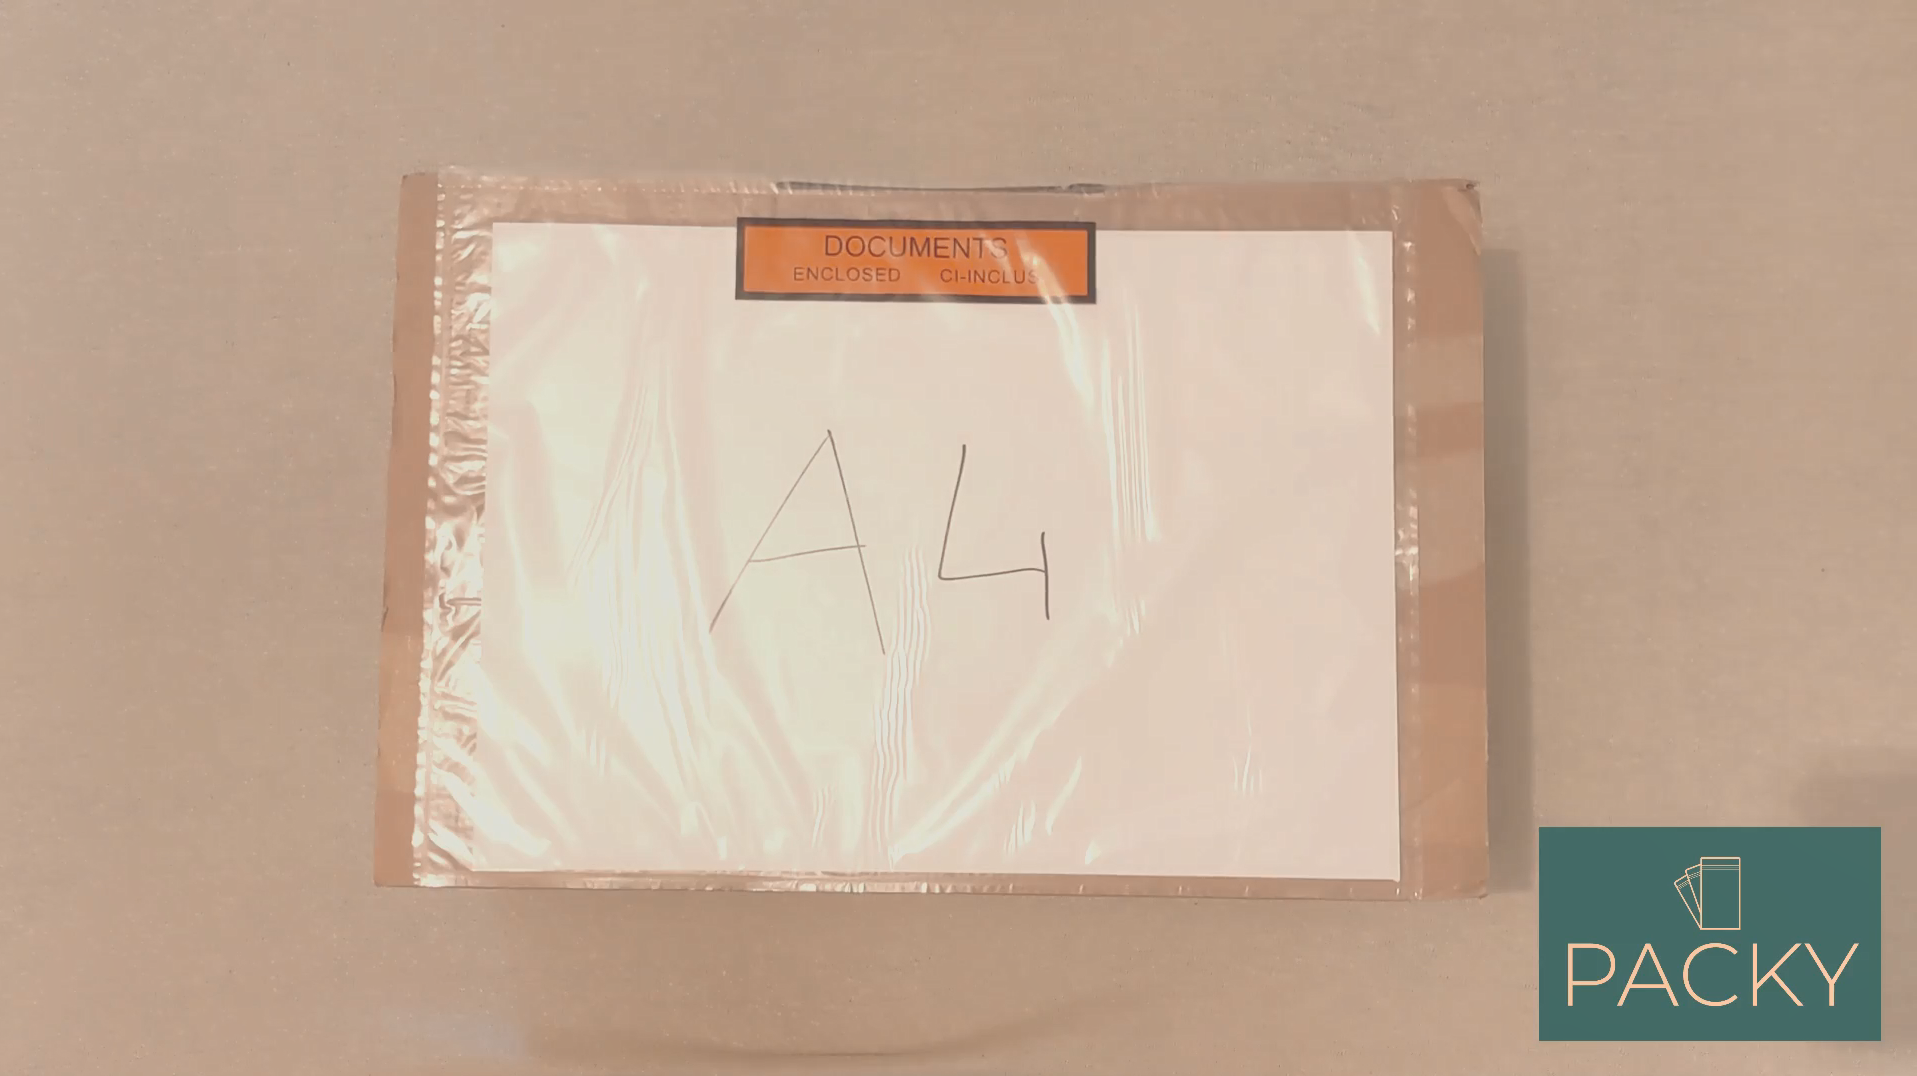 DOCUMENTS
ENCLOSED CI-INCLUS
A4
PACKY